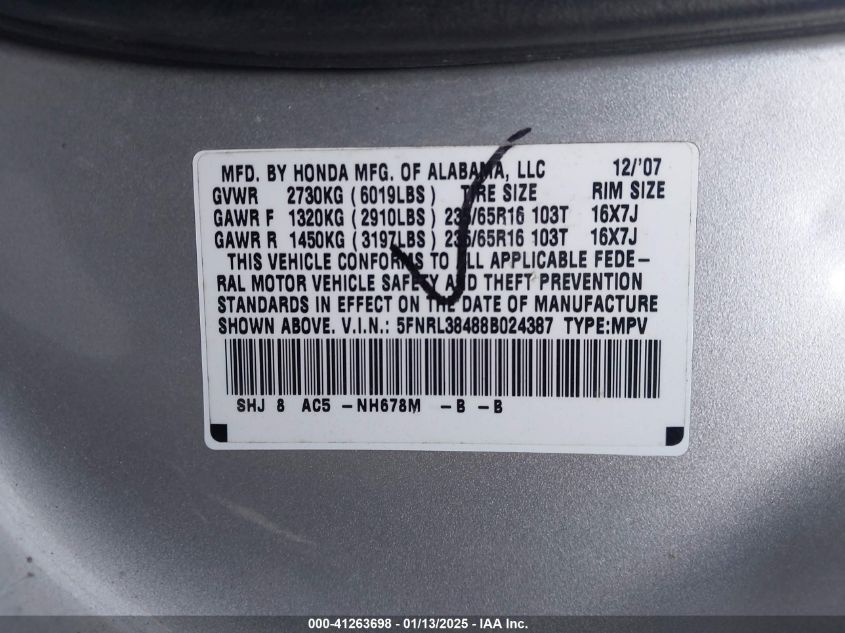 MFD. BY HONDA MFG. OF ALABAMA, LLC 12/'07
GVWR 2730KG (6019LBS) TIRE SIZE RIM SIZE
GAWR F 1320KG (2910LBS) 235/65R16 103T 16X7J
GAWR R 1450KG (3197LBS) 235/65R16 103T 16X7J
THIS VEHICLE CONFORMS TO ALL APPLICABLE FEDE-
RAL MOTOR VEHICLE SAFETY AND THEFT PREVENTION
STANDARDS IN EFFECT ON THE DATE OF MANUFACTURE
SHOWN ABOVE. V.I.N.: 5FNRL38488B024387 TYPE:MPV
SHJ 8 AC5 -NH678M -B -B
000-41263698 - 01/13/2025 - IAA Inc.